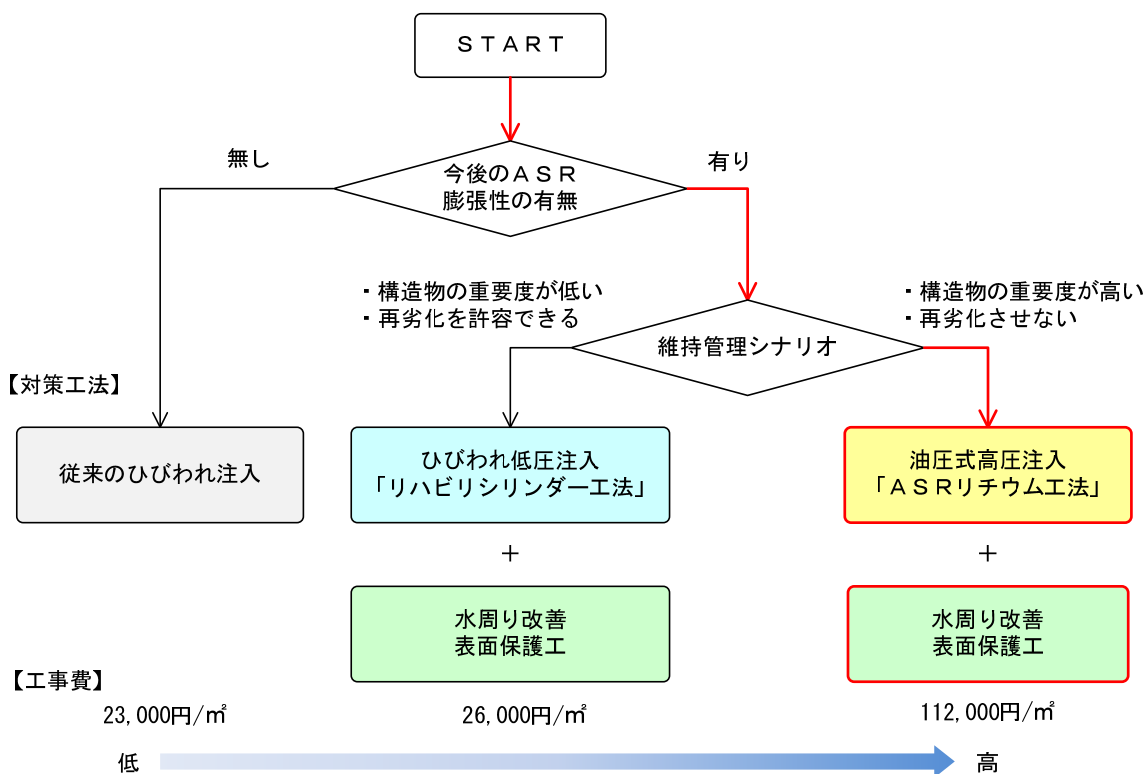 ＳＴＡＲＴ
無し
今後のＡＳＲ
膨張性の有無
有り
・構造物の重要度が低い
・再劣化を許容できる
維持管理シナリオ
・構造物の重要度が高い
・再劣化させない
【対策工法】
従来のひびわれ注入
ひびわれ低圧注入
「リハビリシリンダー工法」
油圧式高圧注入
「ＡＳＲリチウム工法」
＋
＋
水周り改善
表面保護工
水周り改善
表面保護工
【工事費】
23,000円/㎡
26,000円/㎡
112,000円/㎡
低
高